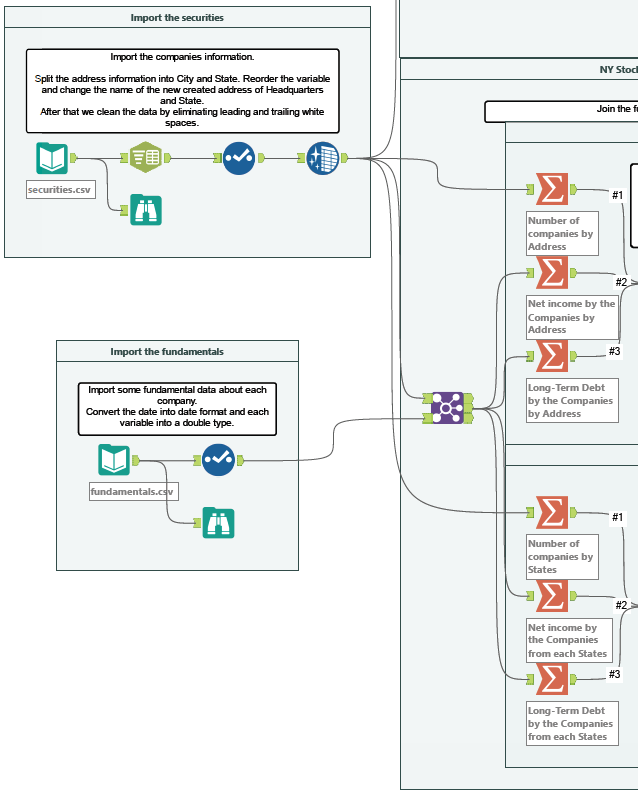 Import the securities
Import the companies information.
Split the address information into City and State. Reorder the variable
and change the name of the new created address of Headquarters
and State.
After that we clean the data by eliminating leading and trailing white
spaces.
securities.csv
Import the fundamentals
Import some fundamental data about each
company.
Convert the date into date format and each
variable into a double type.
fundamentals.csv
NY Stoc
Join the f
#1
Number of
companies by
Address
#2
Net income by the
Companies by
Address
#3
Long-Term Debt
by the Companies
by Address
#1
Number of
companies by
States
#2
Net income by
the Companies
from each States
#3
Long-Term Debt
by the Companies
from each States